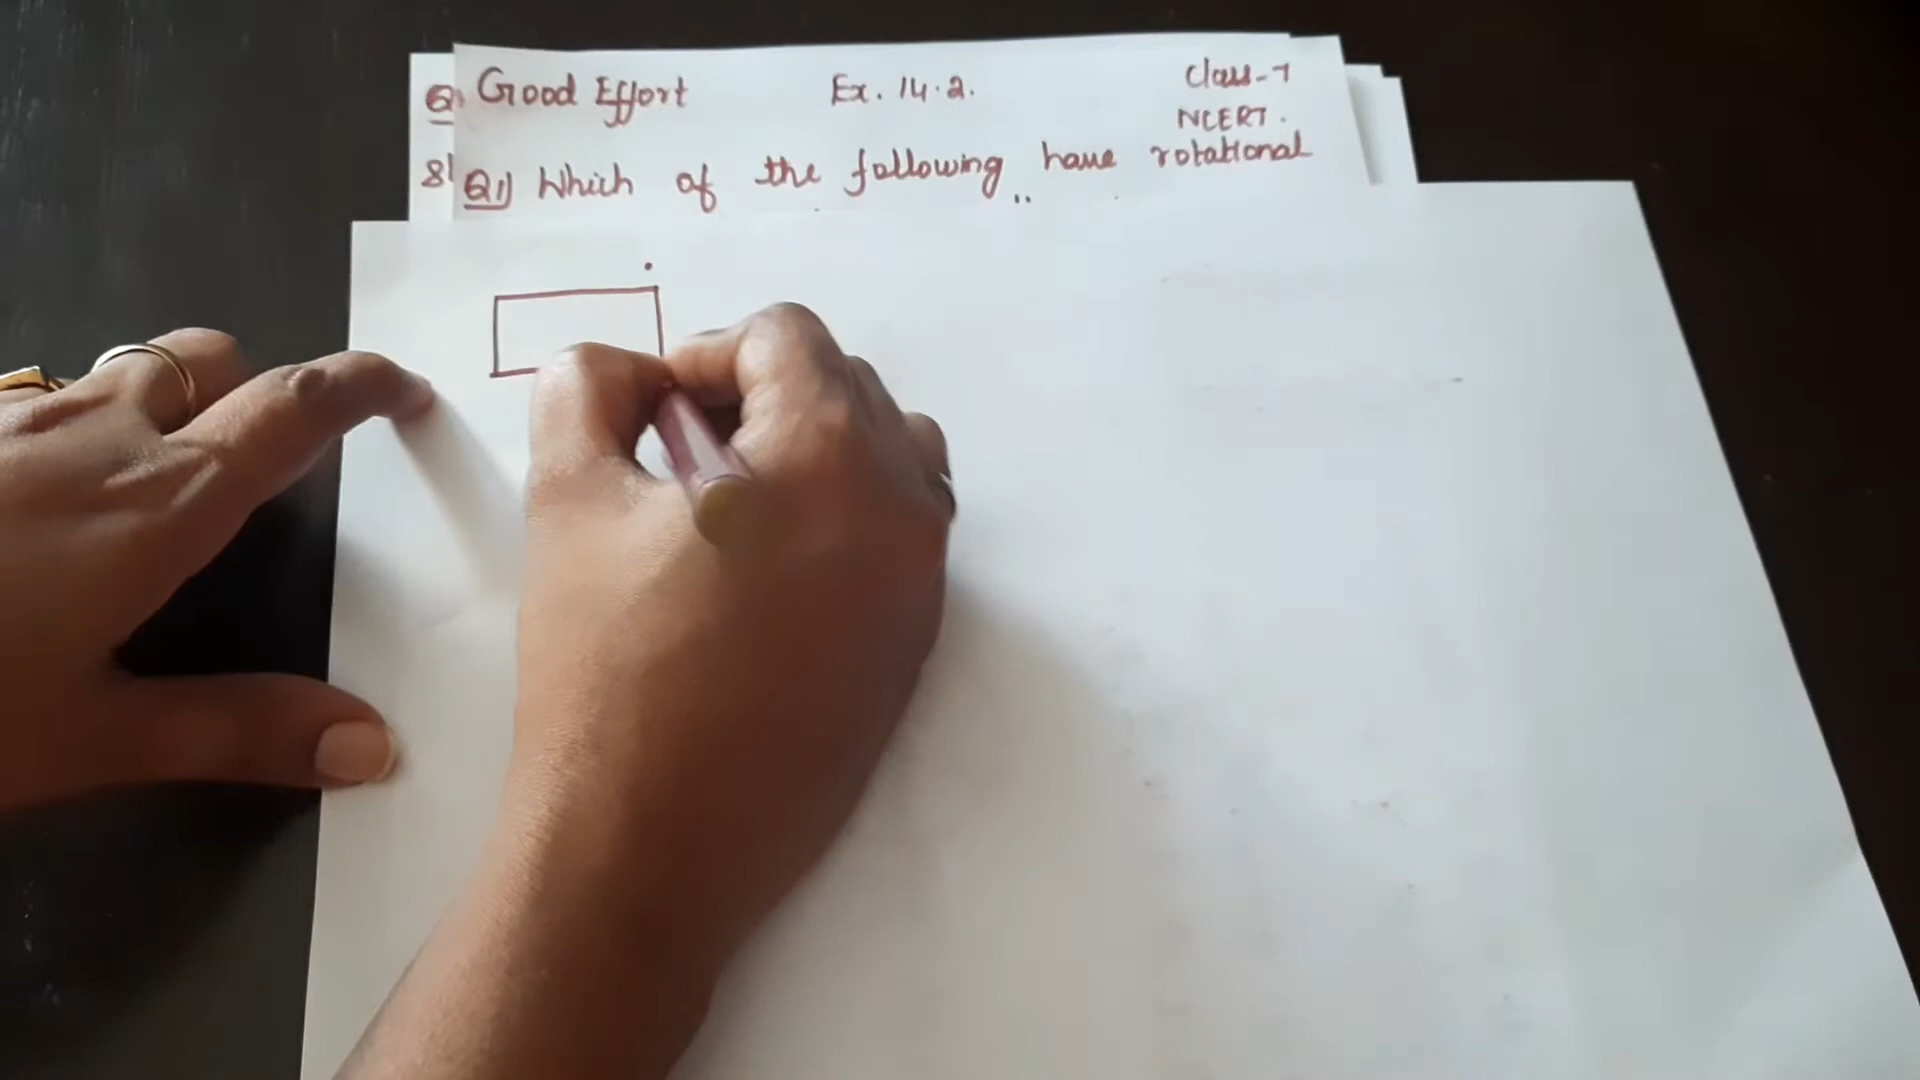 Q) Good Effort Ex. 14.2. Class-7
NCERT.
Q1) Which of the following have rotational